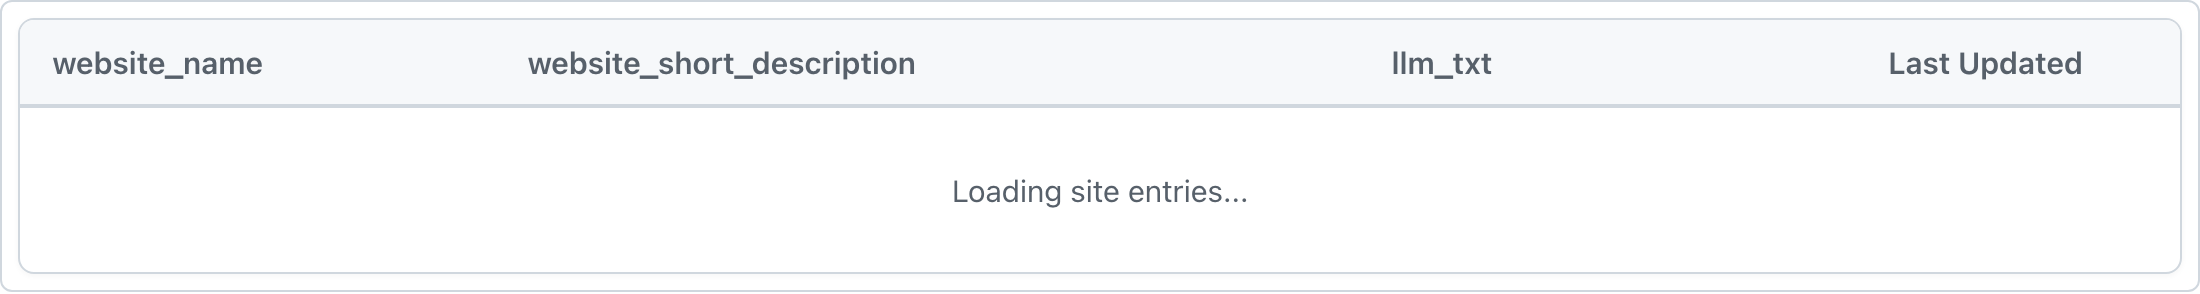 website_name website_short_description llm_txt Last Updated
Loading site entries...